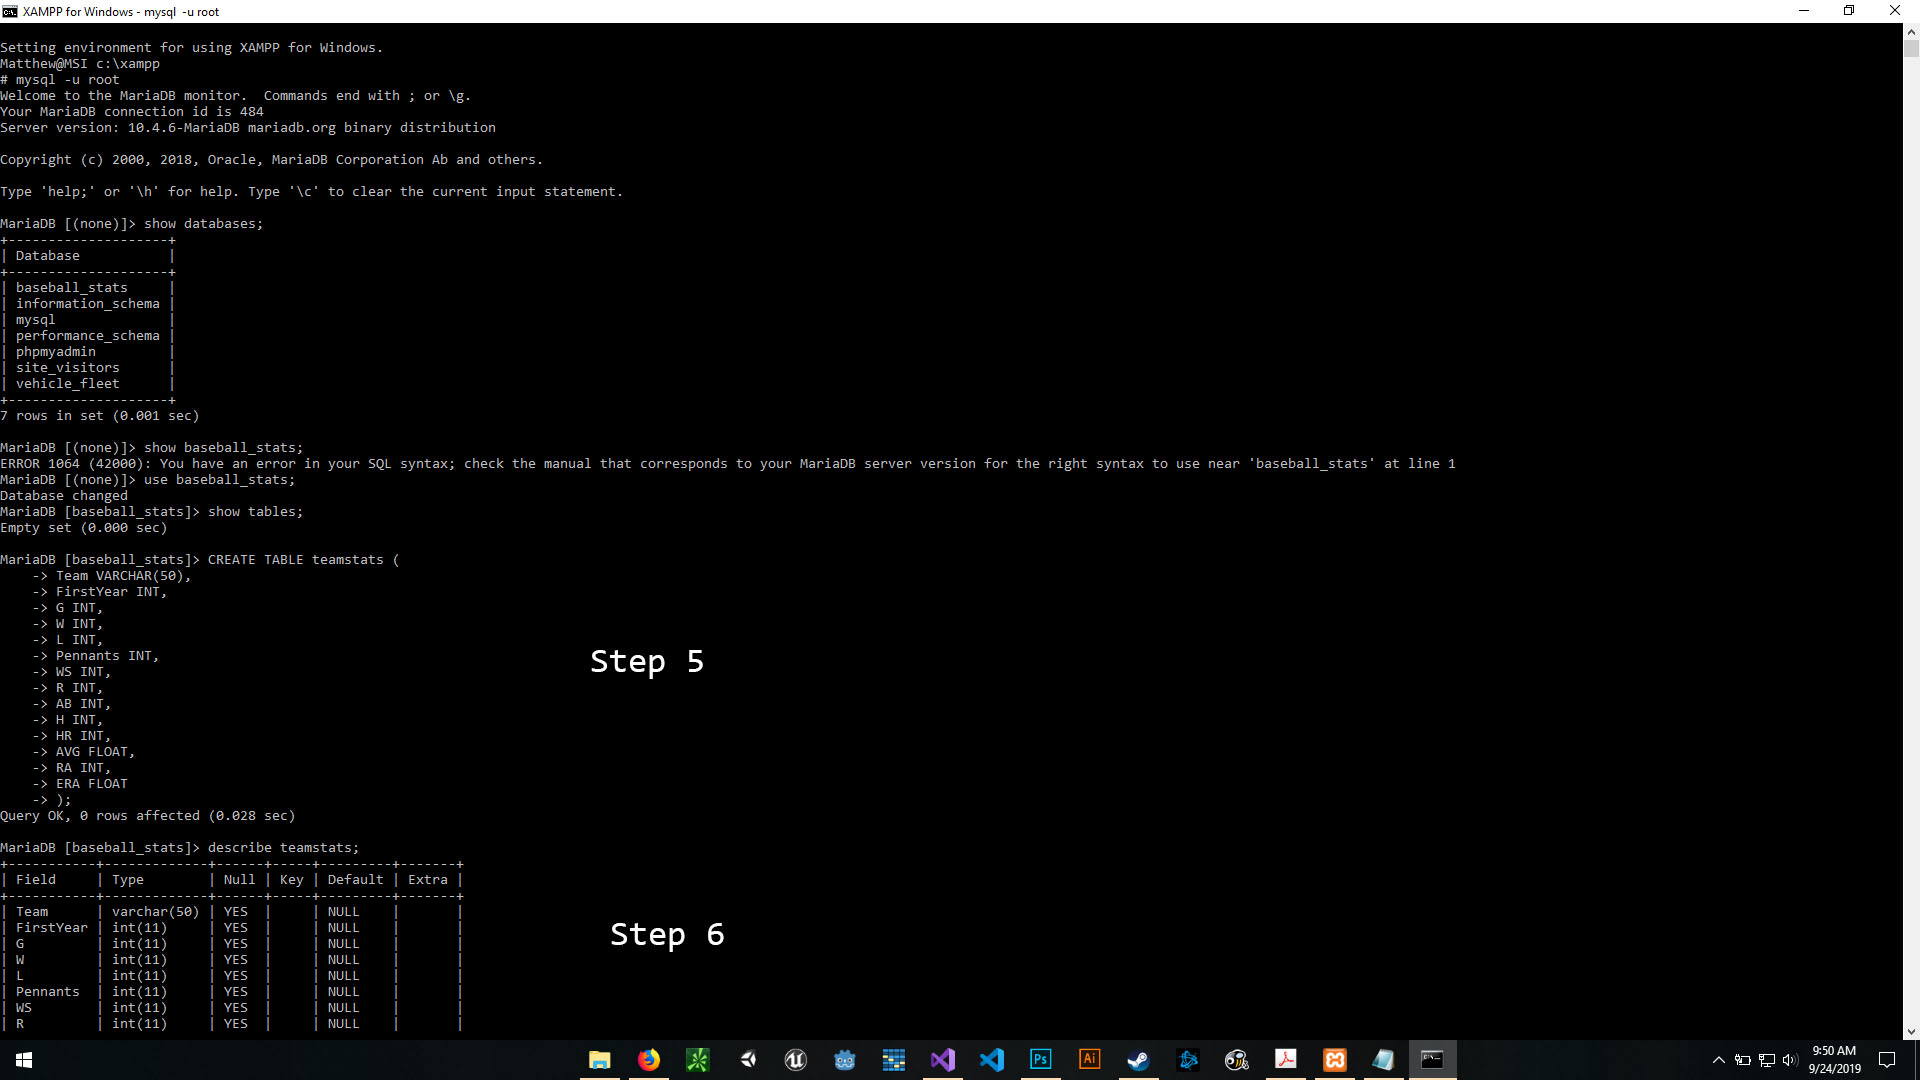 XAMPP for Windows - mysql  -u root
Setting environment for using XAMPP for Windows.
Matthew@MSI c:\xampp
# mysql -u root
Welcome to the MariaDB monitor.  Commands end with ; or \g.
Your MariaDB connection id is 484
Server version: 10.4.6-MariaDB mariadb.org binary distribution
Copyright (c) 2000, 2018, Oracle, MariaDB Corporation Ab and others.
Type 'help;' or '\h' for help. Type '\c' to clear the current input statement.
MariaDB [(none)]> show databases;
+--------------------+
| Database           |
+--------------------+
| baseball_stats     |
| information_schema |
| mysql              |
| performance_schema |
| phpmyadmin         |
| site_visitors      |
| vehicle_fleet      |
+--------------------+
7 rows in set (0.001 sec)
MariaDB [(none)]> show baseball_stats;
ERROR 1064 (42000): You have an error in your SQL syntax; check the manual that corresponds to your MariaDB server version for the right syntax to use near 'baseball_stats' at line 1
MariaDB [(none)]> use baseball_stats;
Database changed
MariaDB [baseball_stats]> show tables;
Empty set (0.000 sec)
MariaDB [baseball_stats]> CREATE TABLE teamstats (
    -> Team VARCHAR(50),
    -> FirstYear INT,
    -> G INT,
    -> W INT,
    -> L INT,
    -> Pennants INT,
    -> WS INT,
    -> R INT,
    -> AB INT,
    -> H INT,
    -> HR INT,
    -> AVG FLOAT,
    -> RA INT,
    -> ERA FLOAT
    -> );
Step 5
Query OK, 0 rows affected (0.028 sec)
MariaDB [baseball_stats]> describe teamstats;
+-----------+-------------+------+-----+---------+-------+
| Field     | Type        | Null | Key | Default | Extra |
+-----------+-------------+------+-----+---------+-------+
| Team      | varchar(50) | YES  |     | NULL    |       |
| FirstYear | int(11)     | YES  |     | NULL    |       |
| G         | int(11)     | YES  |     | NULL    |       |
| W         | int(11)     | YES  |     | NULL    |       |
| L         | int(11)     | YES  |     | NULL    |       |
| Pennants  | int(11)     | YES  |     | NULL    |       |
| WS        | int(11)     | YES  |     | NULL    |       |
| R         | int(11)     | YES  |     | NULL    |       |
Step 6
Ps
Ai
9:50 AM
9/24/2019